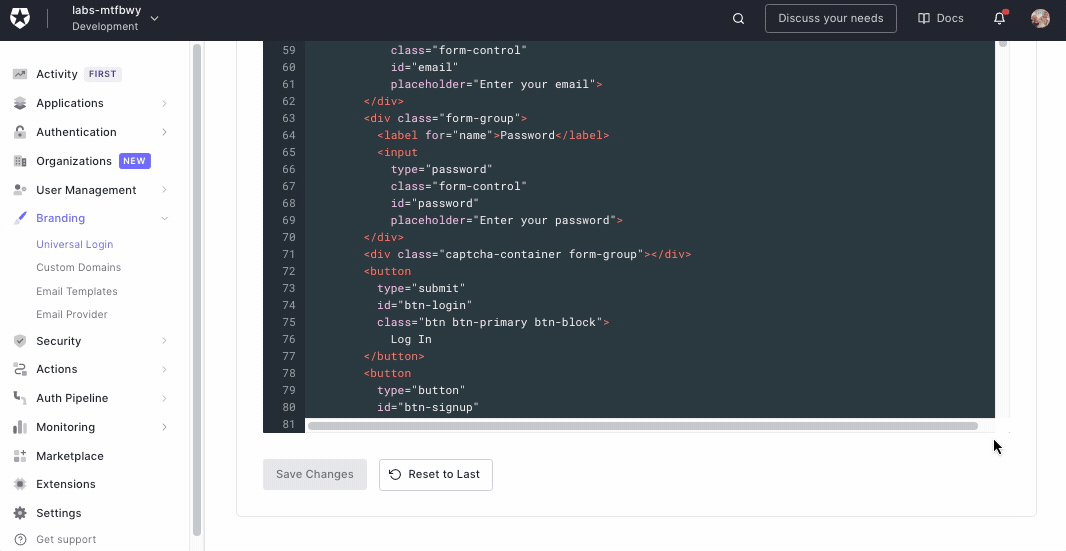 labs-mtfbwy
Development
Discuss your needs
Docs
Activity FIRST
Applications
Authentication
Organizations NEW
User Management
Branding
Universal Login
Custom Domains
Email Templates
Email Provider
Security
Actions
Auth Pipeline
Monitoring
Marketplace
Extensions
Settings
Get support
59 class="form-control"
60 id="email"
61 placeholder="Enter your email">
62 </div>
63 <div class="form-group">
64 <label for="name">Password</label>
65 <input
66 type="password"
67 class="form-control"
68 id="password"
69 placeholder="Enter your password">
70 </div>
71 <div class="captcha-container form-group"></div>
72 <button
73 type="submit"
74 id="btn-login"
75 class="btn btn-primary btn-block">
76 Log In
77 </button>
78 <button
79 type="button"
80 id="btn-signup"
81
Save Changes
Reset to Last